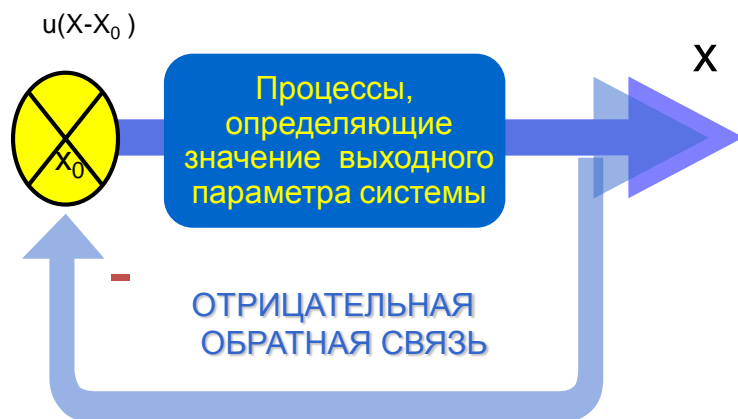 u(X-X₀ )
X
Процессы,
определяющие
значение выходного
параметра системы
x₀
-
ОТРИЦАТЕЛЬНАЯ
ОБРАТНАЯ СВЯЗЬ